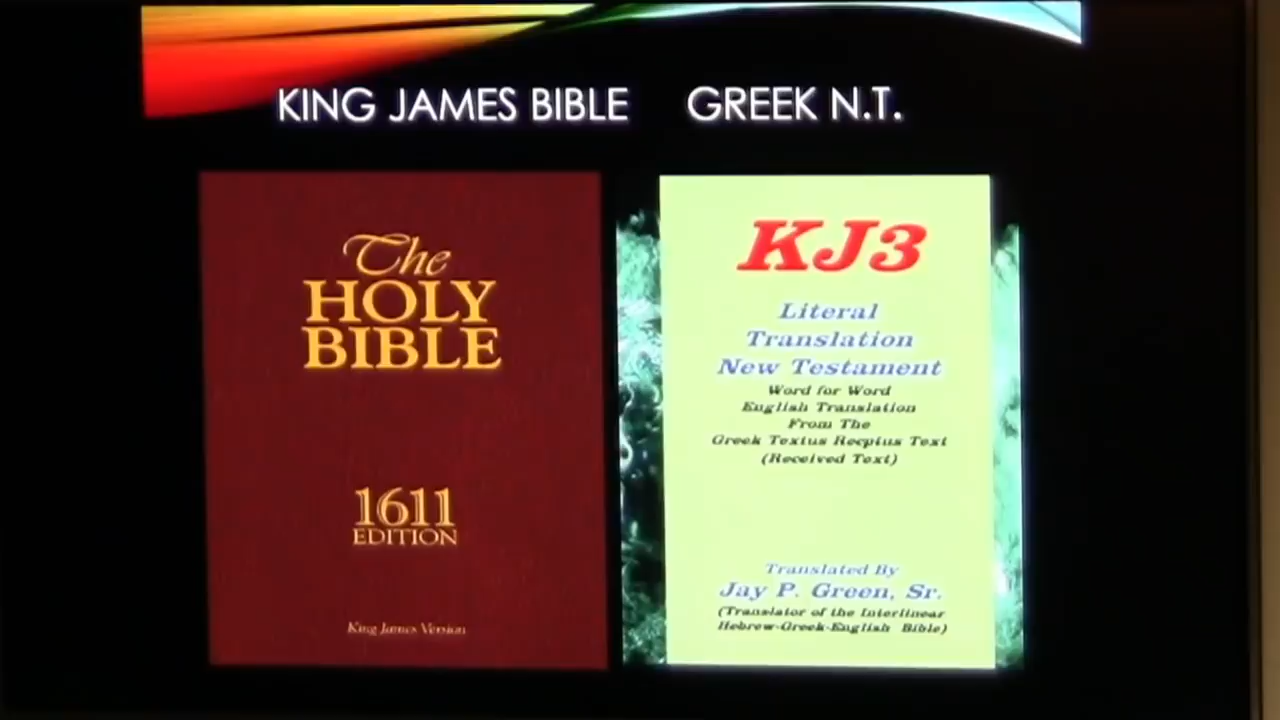 KING JAMES BIBLE GREEK N.T.
The
HOLY
BIBLE
1611
EDITION
King James Version
KJ3
Literal
Translation
New Testament
Word for Word
English Translation
From The
Greek Textus Recptus Text
(Received Text)
Translated By
Jay P. Green, Sr.
(Translator of the Interlinear
Hebrew-Greek-English Bible)